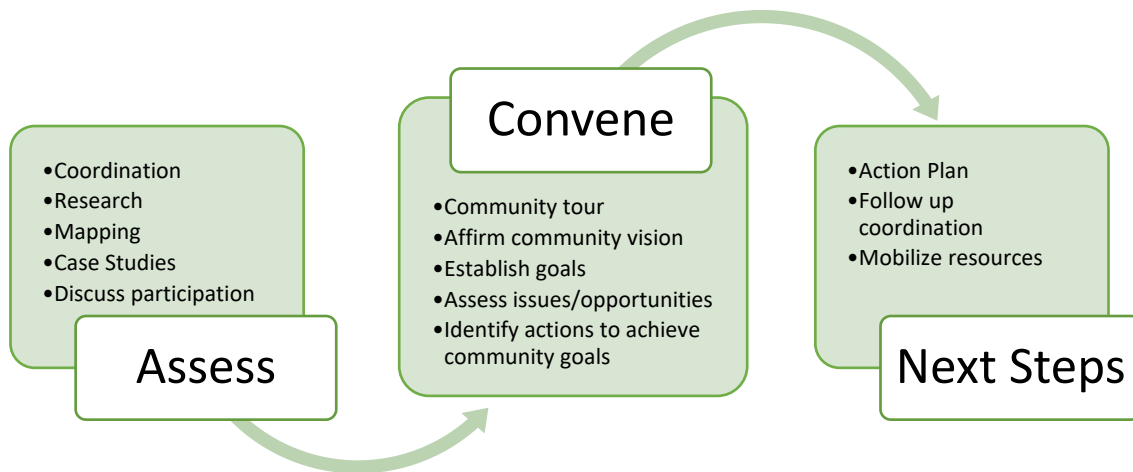 •Coordination
•Research
•Mapping
•Case Studies
•Discuss participation
Assess
Convene
•Community tour
•Affirm community vision
•Establish goals
•Assess issues/opportunities
•Identify actions to achieve
community goals
•Action Plan
•Follow up
coordination
•Mobilize resources
Next Steps